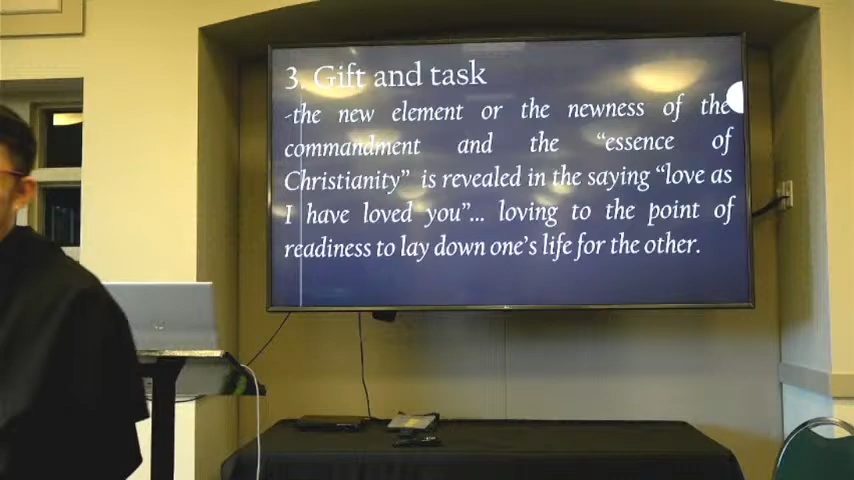 3. Gift and task
-the new element or the newness of the
commandment and the “essence of
Christianity” is revealed in the saying “love as
I have loved you”... loving to the point of
readiness to lay down one’s life for the other.